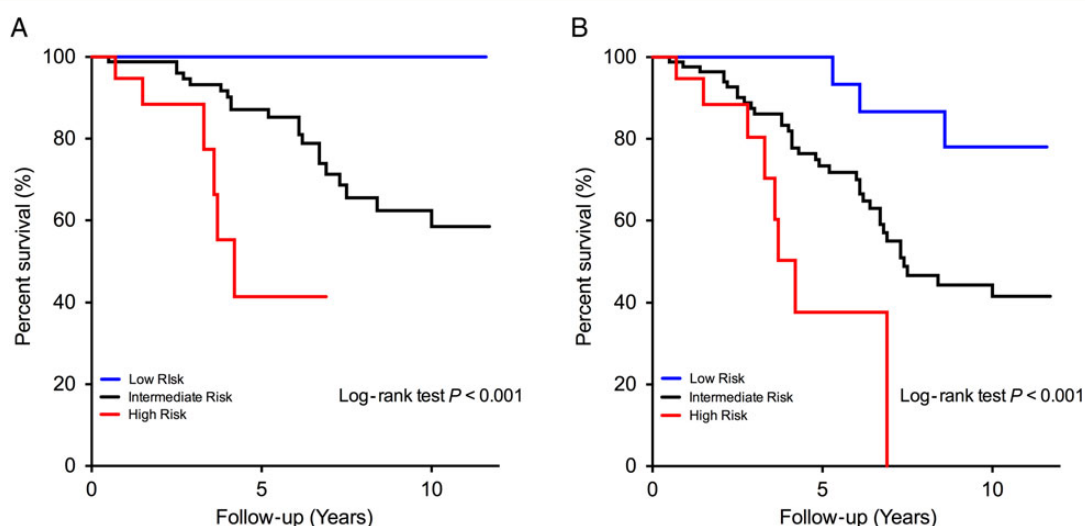 A
100
80
60
40
20
0
Percent survival (%)
Low RIsk
Intermediate Risk
High Risk
Log-rank test P < 0.001
0
5
10
Follow-up (Years)
B
100
80
60
40
20
0
Percent survival (%)
Low Risk
Intermediate Risk
High Risk
Log-rank test P < 0.001
0
5
10
Follow-up (Years)